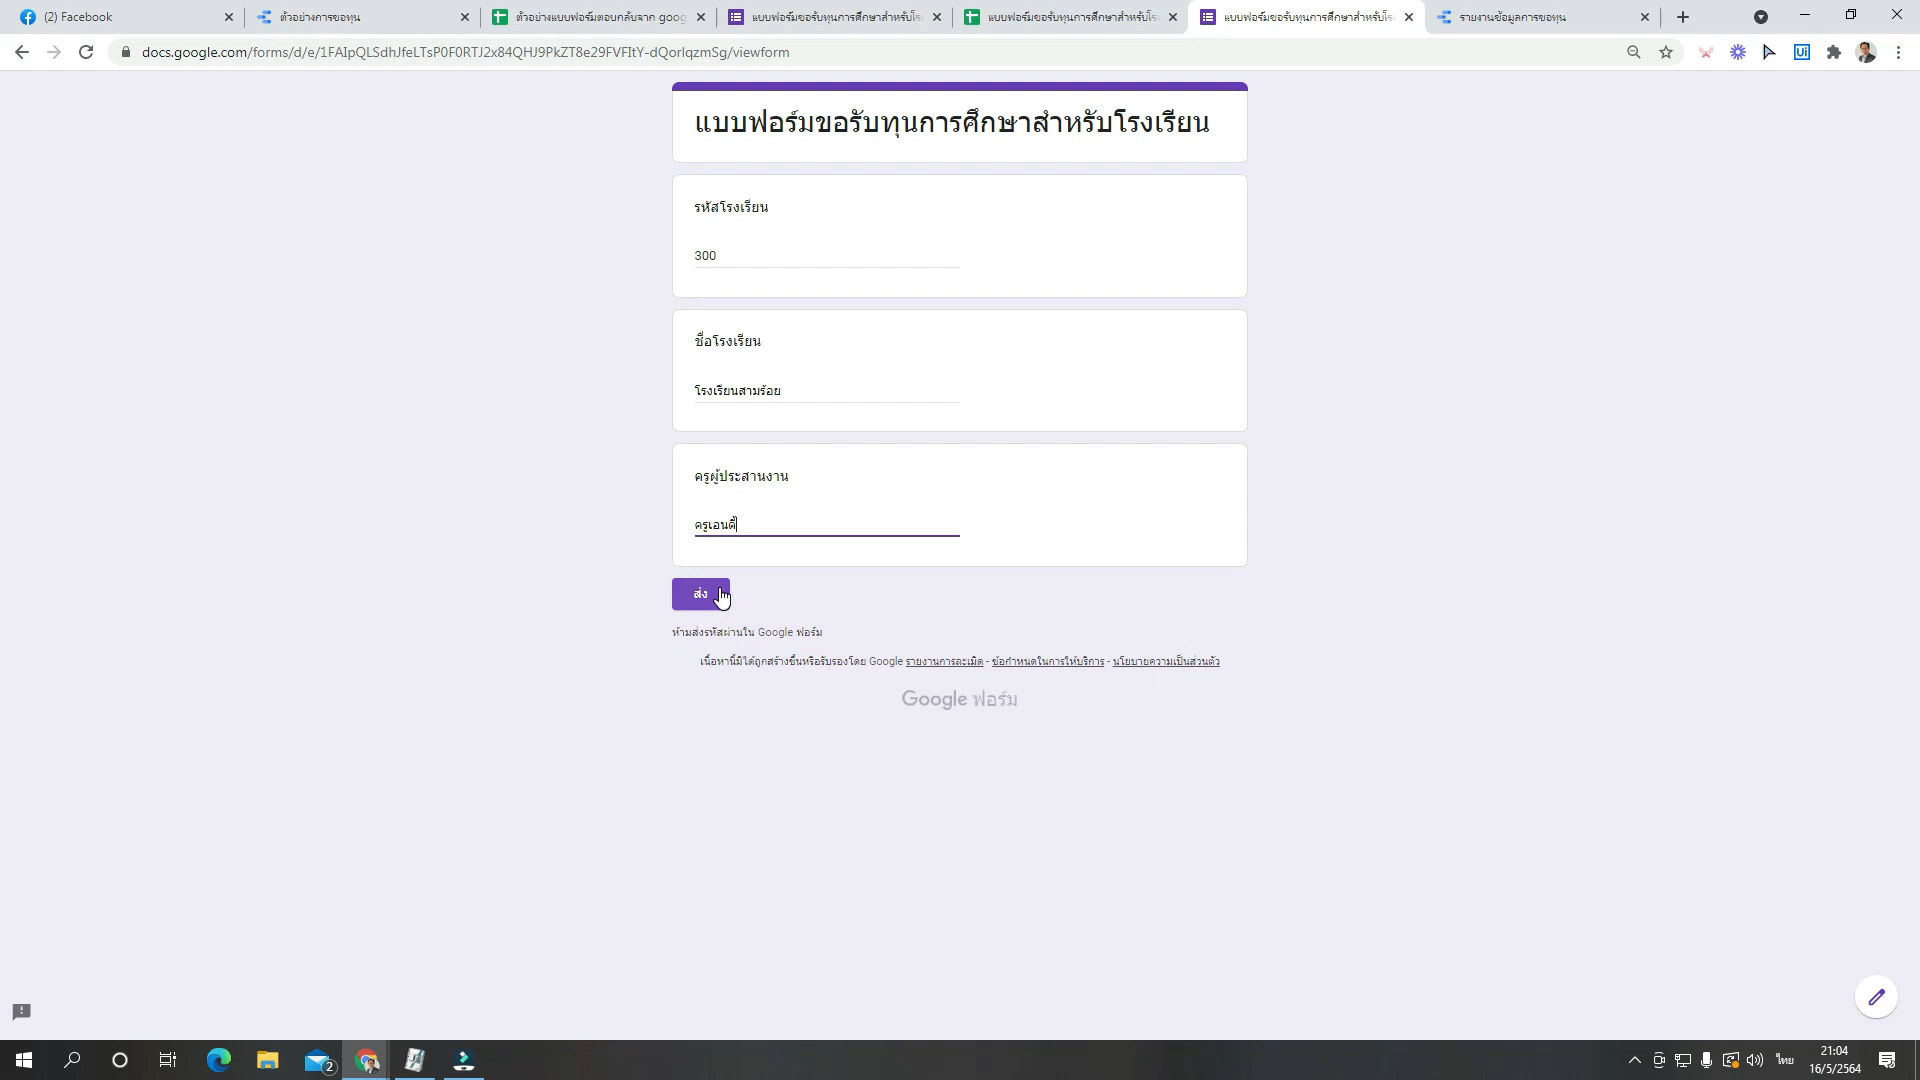 (2) Facebook
ตัวอย่างการขอทุน
ตัวอย่างแบบฟอร์มตอบกลับจาก goog
แบบฟอร์มขอรับทุนการศึกษาสำหรับโร
แบบฟอร์มขอรับทุนการศึกษาสำหรับโร
แบบฟอร์มขอรับทุนการศึกษาสำหรับโร
รายงานข้อมูลการขอทุน
docs.google.com/forms/d/e/1FAIpQLSdhJfeLTsP0F0RTJ2x84QHJ9PkZT8e29FVFItY-dQorlqzmSg/viewform
แบบฟอร์มขอรับทุนการศึกษาสำหรับโรงเรียน
รหัสโรงเรียน
300
ชื่อโรงเรียน
โรงเรียนสามร้อย
ครูผู้ประสานงาน
ครูเอนดี้
ส่ง
ห้ามส่งรหัสผ่านใน Google ฟอร์ม
เนื้อหานี้มิได้ถูกสร้างขึ้นหรือรับรองโดย Google รายงานการละเมิด - ข้อกำหนดในการให้บริการ - นโยบายความเป็นส่วนตัว
Google ฟอร์ม
2
ไทย
21:04
16/5/2564